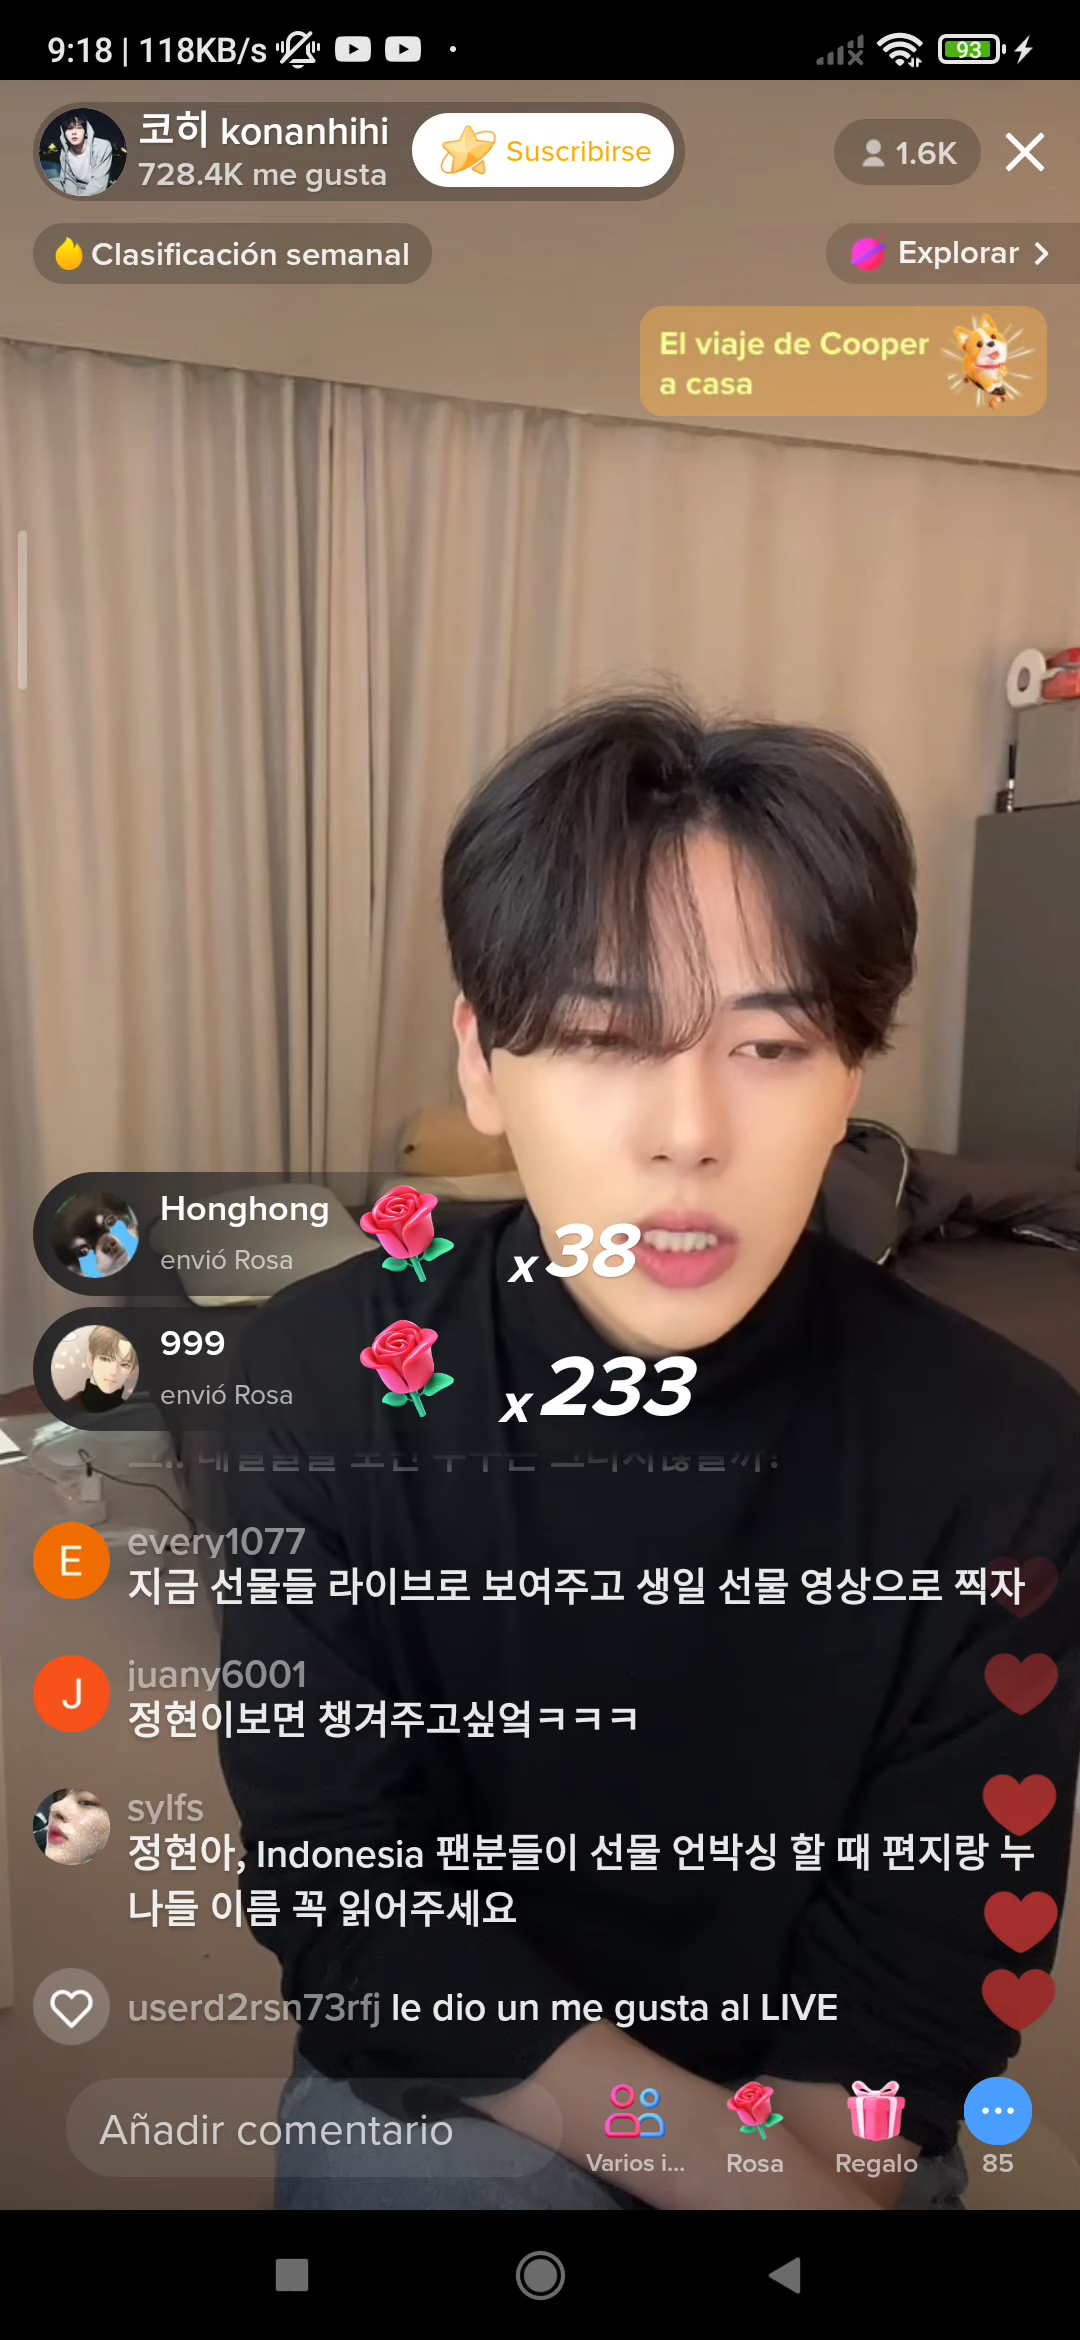 9:18 | 118KB/s
93
코히 konanhihi
728.4K me gusta
Suscribirse
1.6K
Clasificación semanal
Explorar
El viaje de Cooper
a casa
Honghong
envió Rosa
x 38
999
envió Rosa
x 233
every1077
지금 선물들 라이브로 보여주고 생일 선물 영상으로 찍자
juany6001
정현이보면 챙겨주고싶엌ㅋㅋㅋ
sylfs
정현아, Indonesia 팬분들이 선물 언박싱 할 때 편지랑 누
나들 이름 꼭 읽어주세요
userd2rsn73rfj le dio un me gusta al LIVE
Añadir comentario
Varios i...
Rosa
Regalo
85